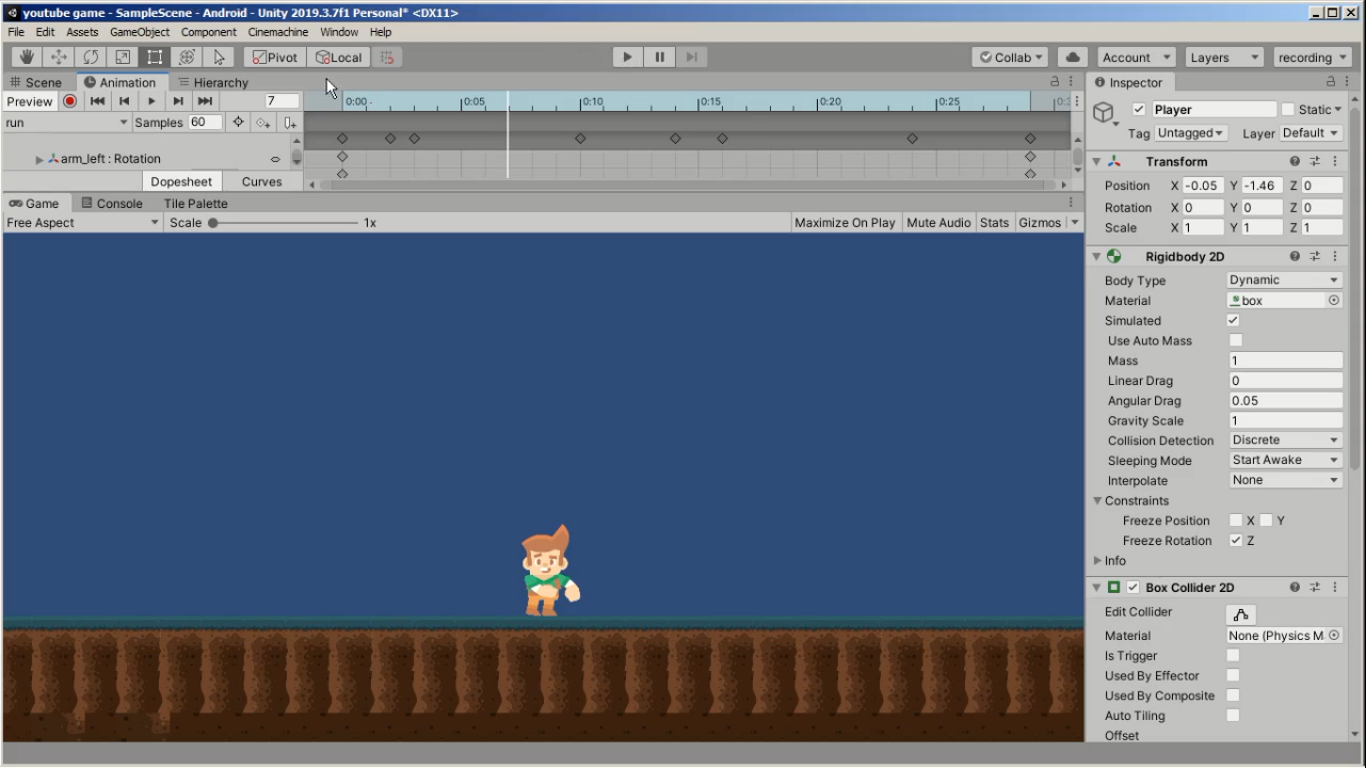 youtube game - SampleScene - Android - Unity 2019.3.7f1 Personal* <DX11>
File Edit Assets GameObject Component Cinemachine Window Help
Pivot Local Collab Account Layers recording
Scene Animation Hierarchy Inspector
Preview 7 0:00 0:05 0:10 0:15 0:20 0:25
run Samples 60
arm_left : Rotation
Dopesheet Curves
Game Console Tile Palette
Free Aspect Scale 1x Maximize On Play Mute Audio Stats Gizmos
Player Static
Tag Untagged Layer Default
Transform
Position X -0.05 Y -1.46 Z 0
Rotation X 0 Y 0 Z 0
Scale X 1 Y 1 Z 1
Rigidbody 2D
Body Type Dynamic
Material box
Simulated
Use Auto Mass
Mass 1
Linear Drag 0
Angular Drag 0.05
Gravity Scale 1
Collision Detection Discrete
Sleeping Mode Start Awake
Interpolate None
Constraints
Freeze Position X Y
Freeze Rotation Z
Info
Box Collider 2D
Edit Collider
Material None (Physics M
Is Trigger
Used By Effector
Used By Composite
Auto Tiling
Offset